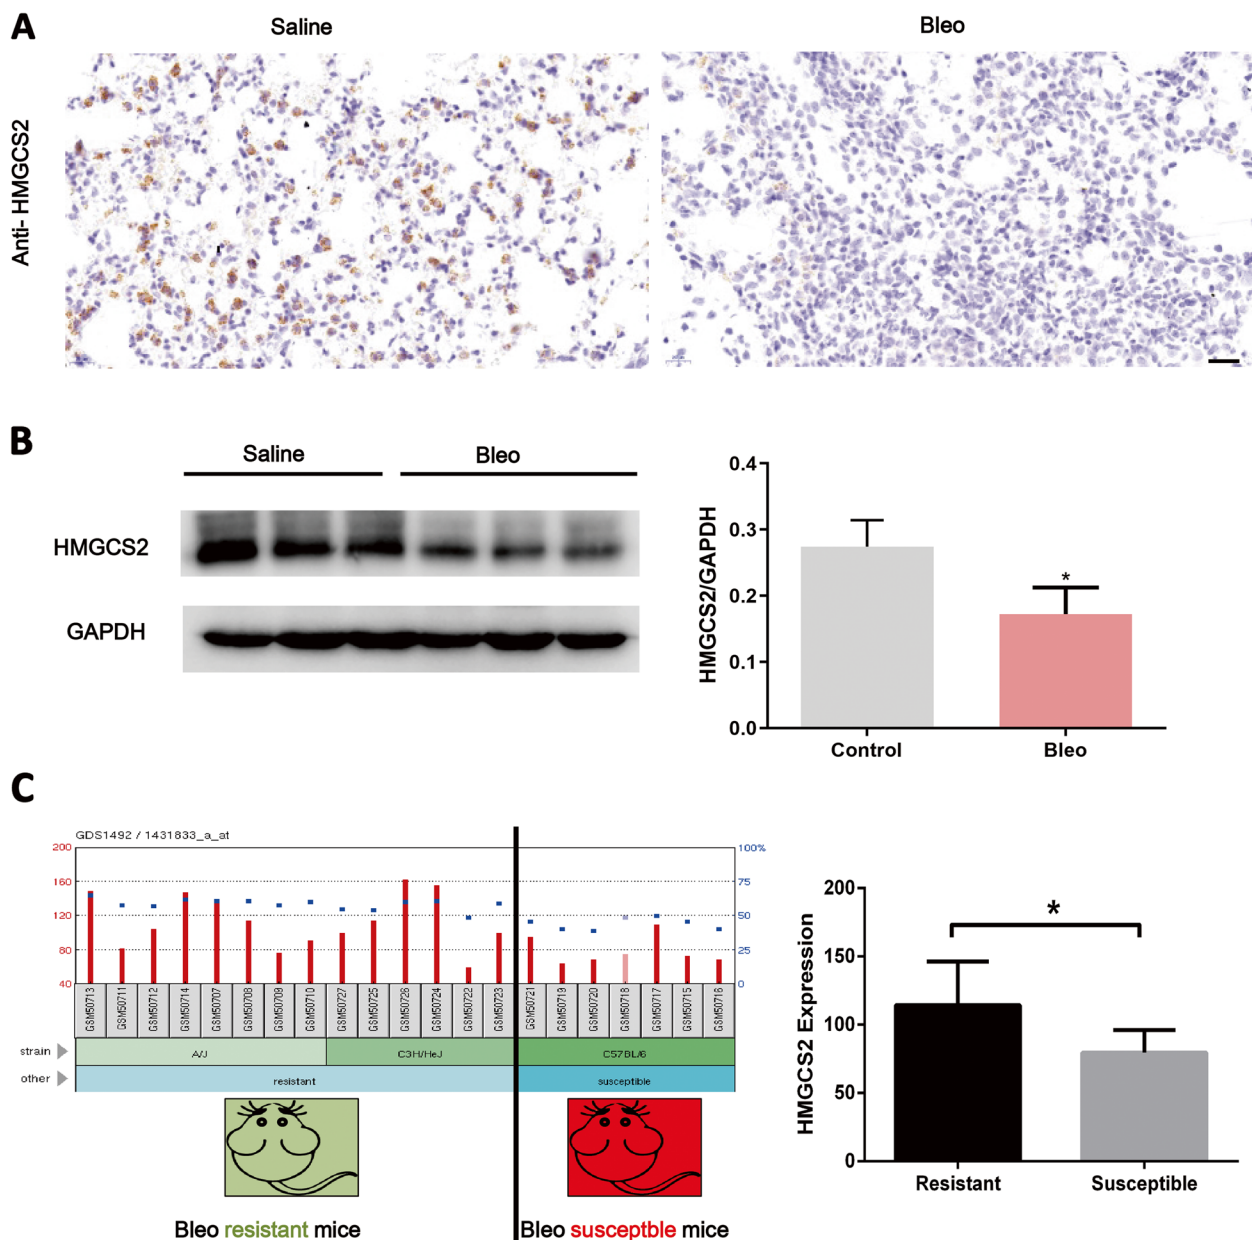 A
Saline
Bleo
Anti- HMGCS2
B
Saline
Bleo
HMGCS2
GAPDH
HMGCS2/GAPDH
0.4
0.3
0.2
0.1
0.0
*
Control
Bleo
C
GDS1492 / 1431833_a_at
200
160
120
80
40
100%
75
50
25
0
GSM50713
GSM50711
GSM50712
GSM50714
GSM50707
GSM50708
GSM50709
GSM50710
GSM50727
GSM50725
GSM50726
GSM50724
GSM50722
GSM50723
GSM50721
GSM50719
GSM50720
GSM50718
GSM50717
GSM50715
GSM50716
strain
A/J
C3H/HeJ
C57BL/6
other
resistant
susceptible
Bleo resistant mice
Bleo susceptble mice
HMGCS2 Expression
200
150
100
50
0
*
Resistant
Susceptible